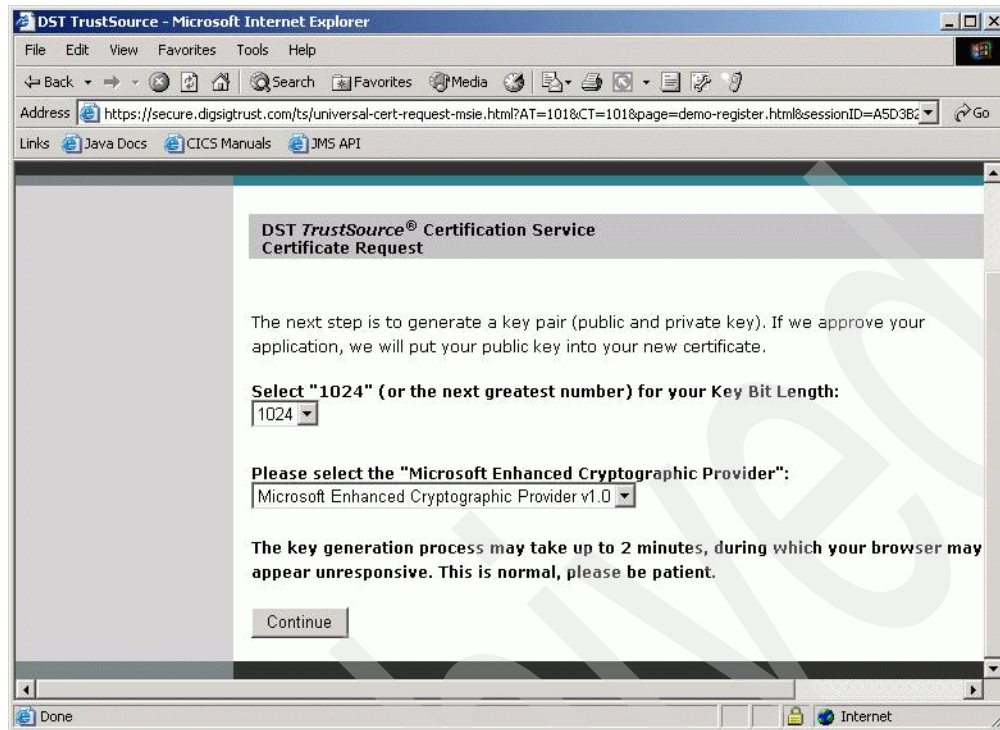 DST TrustSource - Microsoft Internet Explorer
File Edit View Favorites Tools Help
Back Search Favorites Media
Address https://secure.digsigtrust.com/ts/universal-cert-request-msie.html?AT=101&CT=101&page=demo-register.html&sessionID=A5D3B2 Go
Links Java Docs CICS Manuals JMS API
DST TrustSource® Certification Service
Certificate Request
The next step is to generate a key pair (public and private key). If we approve your
application, we will put your public key into your new certificate.
Select "1024" (or the next greatest number) for your Key Bit Length:
1024
Please select the "Microsoft Enhanced Cryptographic Provider":
Microsoft Enhanced Cryptographic Provider v1.0
The key generation process may take up to 2 minutes, during which your browser may
appear unresponsive. This is normal, please be patient.
Continue
Done Internet